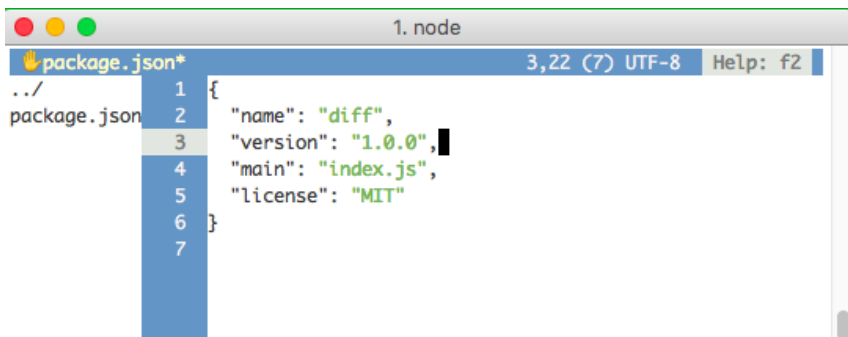 1. node
✋package.json* 3,22 (7) UTF-8 Help: f2
../ 1 {
package.json 2   "name": "diff",
3   "version": "1.0.0",
4   "main": "index.js",
5   "license": "MIT"
6 }
7